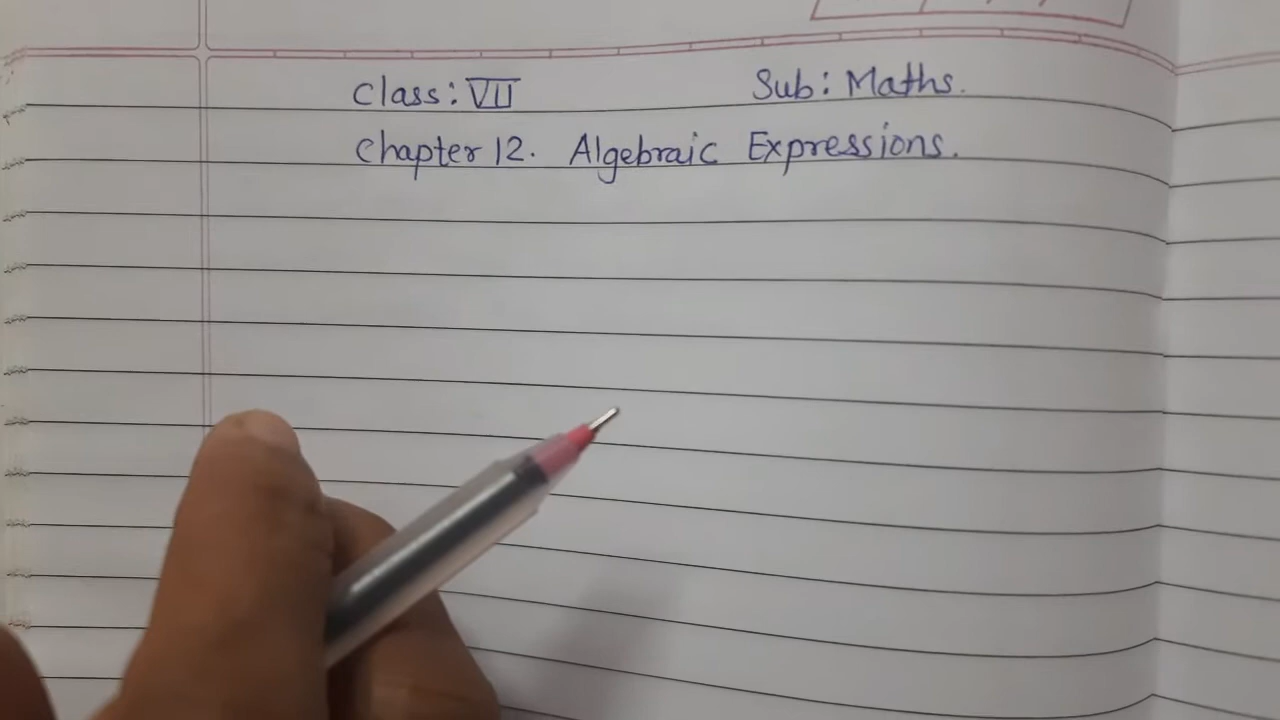 Class: VII Sub: Maths.
Chapter 12. Algebraic Expressions.